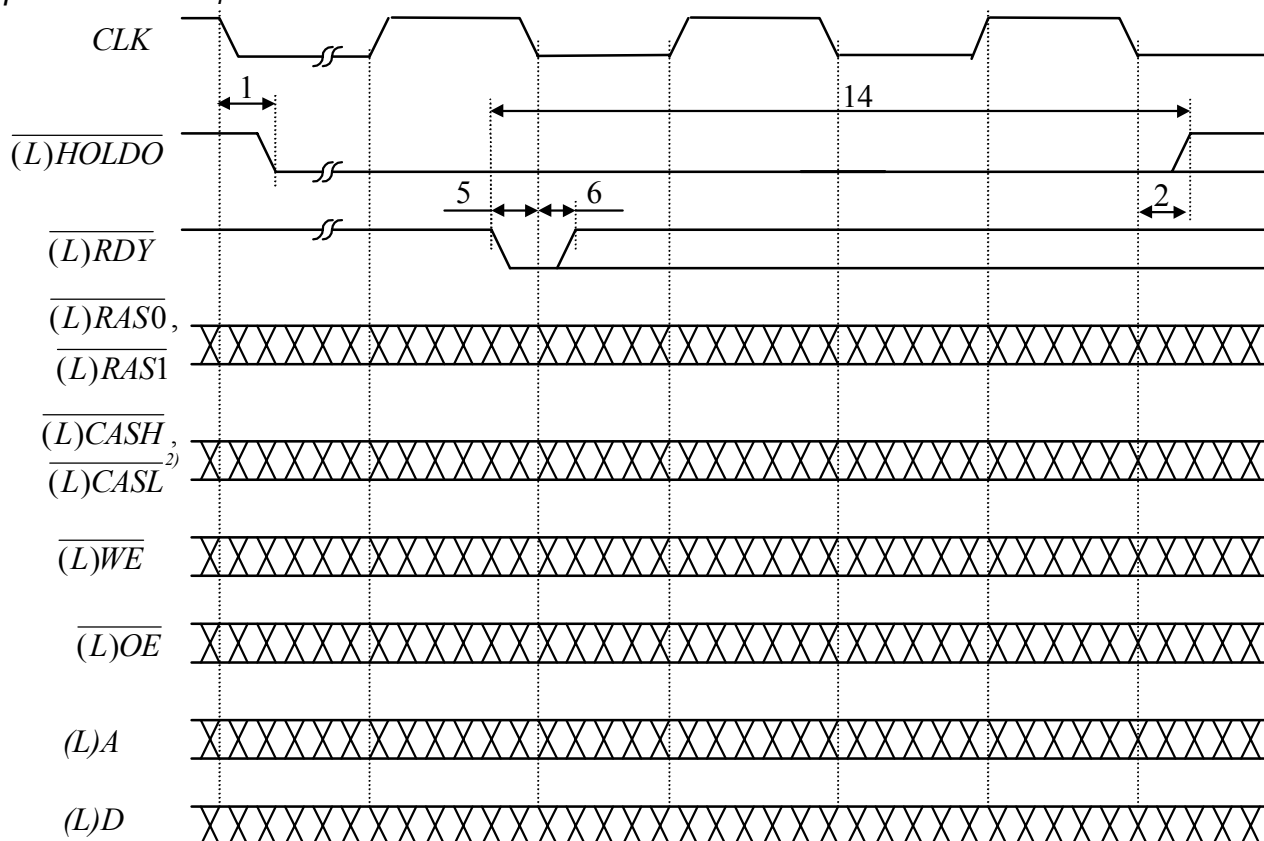 CLK
1
14
(L)HOLDO
5
6
2
(L)RDY
(L)RAS0,
(L)RAS1
(L)CASH,
(L)CASL 2)
(L)WE
(L)OE
(L)A
(L)D